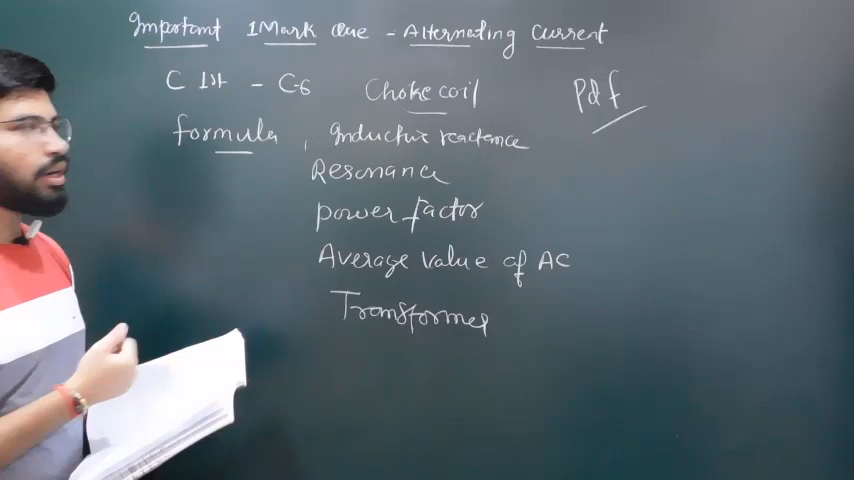 Important 1Mark Que - Alternating Current
C 1st - C-6 Choke coil Pdf
formula, Inductive reactance
Resonance
power factor
Average value of AC
Transformer